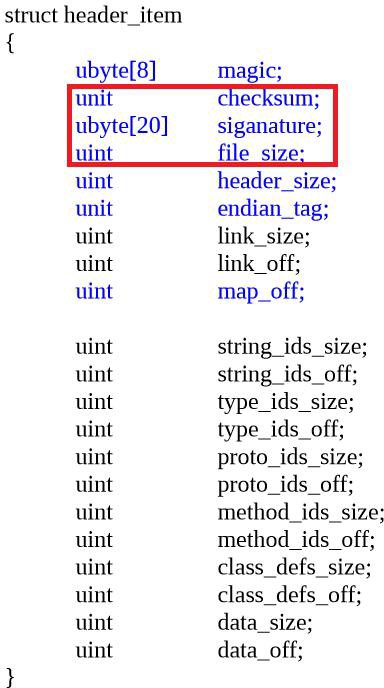 struct header_item
{
ubyte[8] magic;
unit checksum;
ubyte[20] siganature;
uint file_size;
uint header_size;
unit endian_tag;
uint link_size;
uint link_off;
uint map_off;
uint string_ids_size;
uint string_ids_off;
uint type_ids_size;
uint type_ids_off;
uint proto_ids_size;
uint proto_ids_off;
uint method_ids_size;
uint method_ids_off;
uint class_defs_size;
uint class_defs_off;
uint data_size;
uint data_off;
}